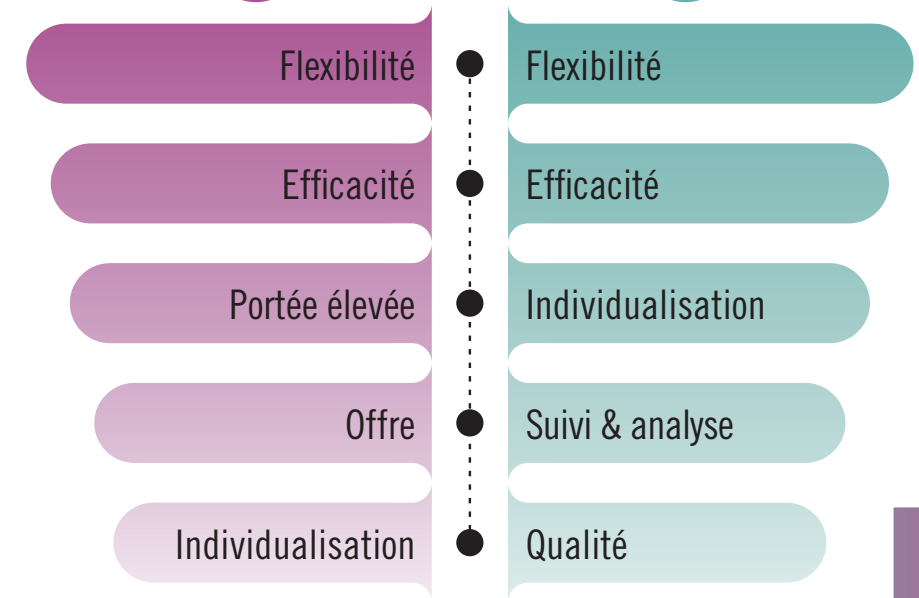 Flexibilité
Flexibilité
Efficacité
Efficacité
Portée élevée
Individualisation
Offre
Suivi & analyse
Individualisation
Qualité